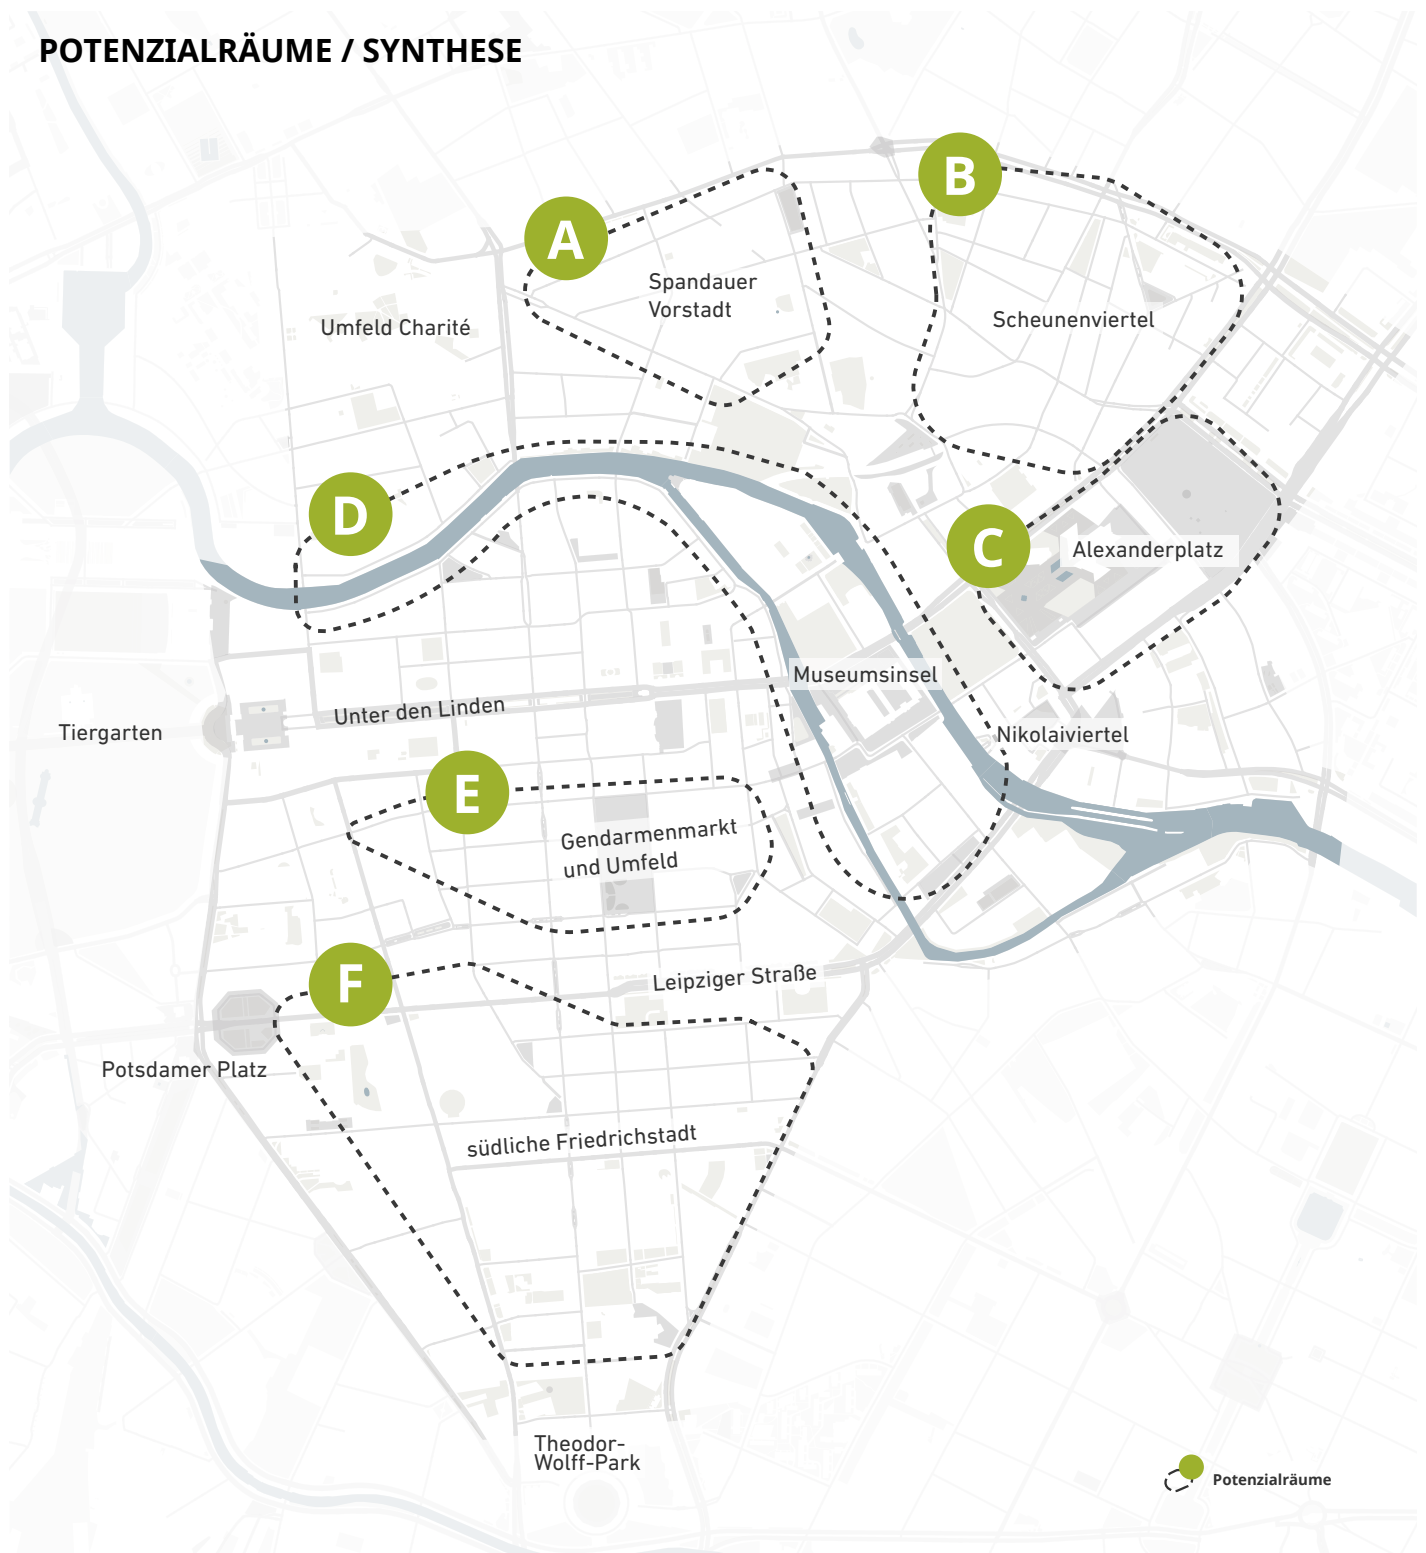 POTENZIALRÄUME / SYNTHESE
B
A
Spandauer
Vorstadt
Scheunenviertel
Umfeld Charité
D
C
Alexanderplatz
Museumsinsel
Unter den Linden
Tiergarten
Nikolaiviertel
E
Gendarmenmarkt
und Umfeld
F
Leipziger Straße
Potsdamer Platz
südliche Friedrichstadt
Theodor-
Wolff-Park
Potenzialräume